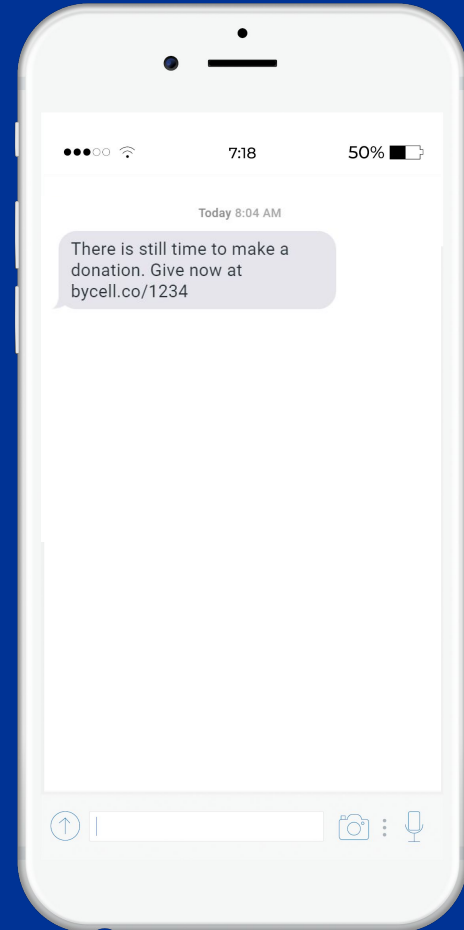 7:18 50%
Today 8:04 AM
There is still time to make a
donation. Give now at
bycell.co/1234